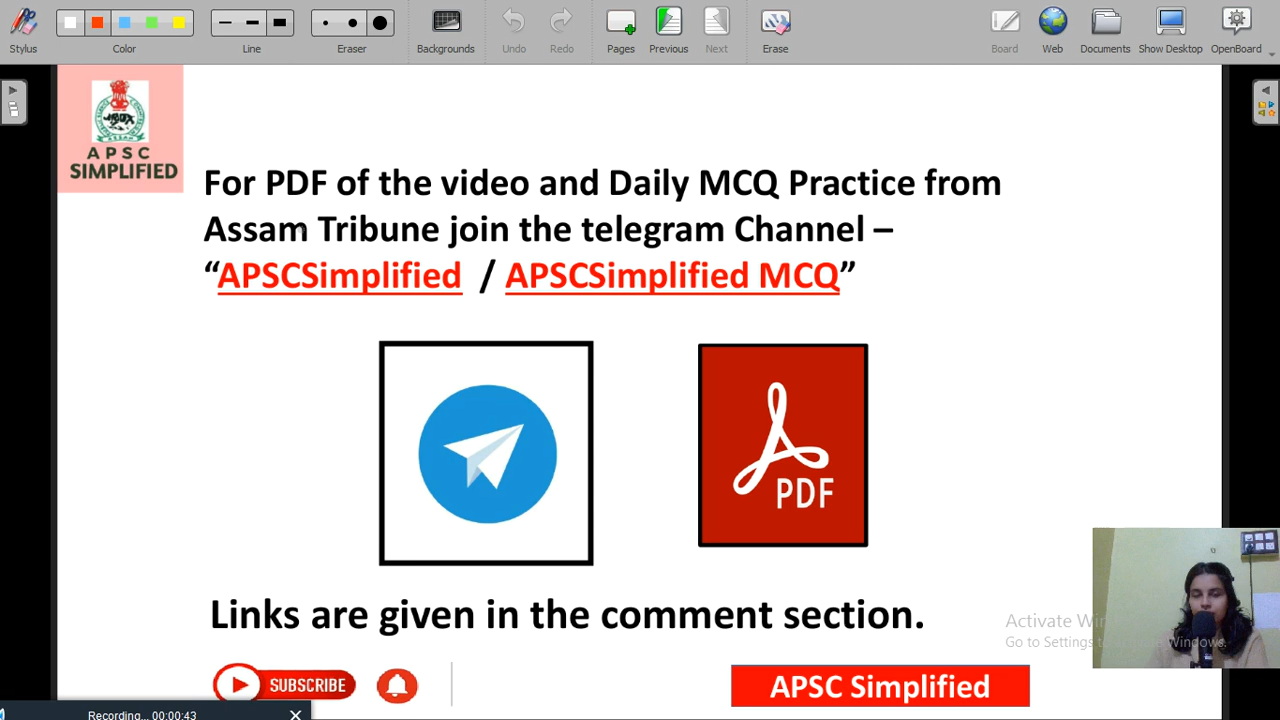 Stylus
Color
Line
Eraser
Backgrounds
Undo
Redo
Pages
Previous
Next
Erase
Board
Web
Documents
Show Desktop
OpenBoard
APSC
SIMPLIFIED
For PDF of the video and Daily MCQ Practice from
Assam Tribune join the telegram Channel –
“APSCSimplified / APSCSimplified MCQ”
PDF
Links are given in the comment section.
Activate
Go to Settings Windows.
SUBSCRIBE
APSC Simplified
Recording... 00:00:43